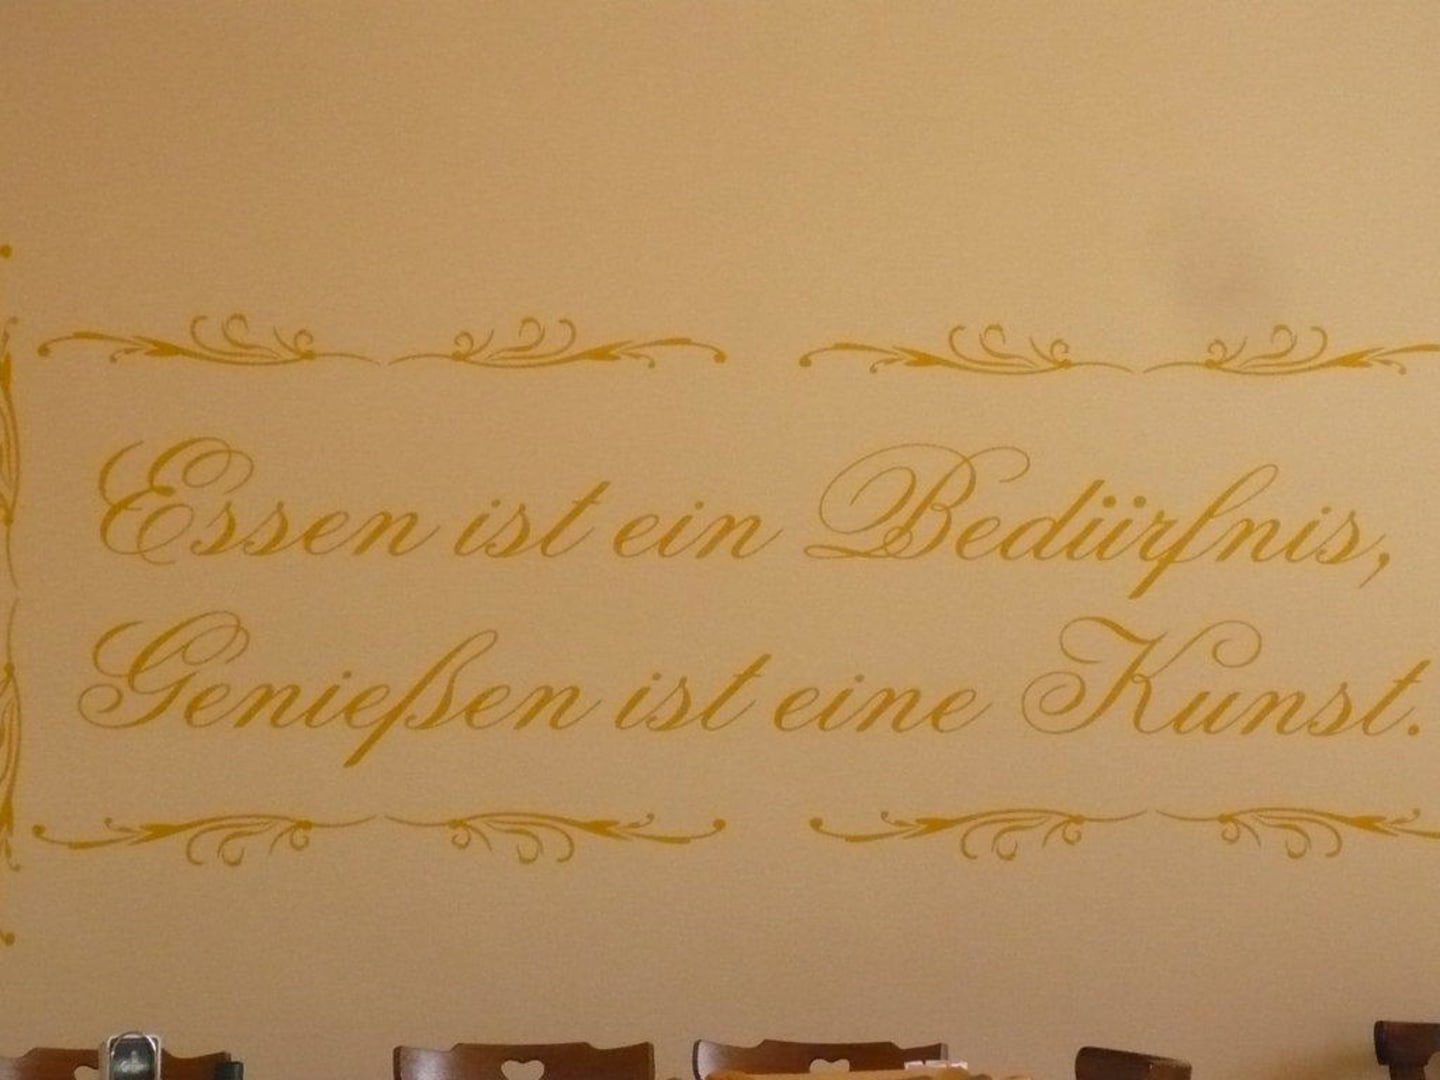 Essen ist ein Bedürfnis,
Genießen ist eine Kunst.